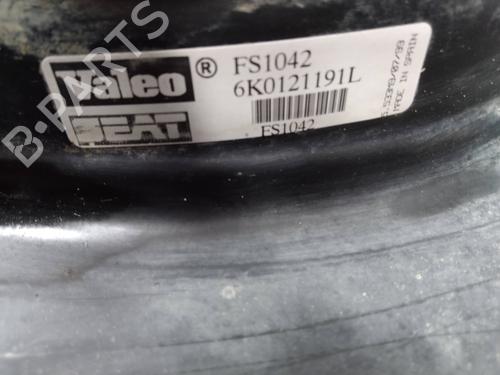 Valeo ® FS1042
6K0121191L
SEAT
FS1042
MADE IN SPAIN
B-PARTS